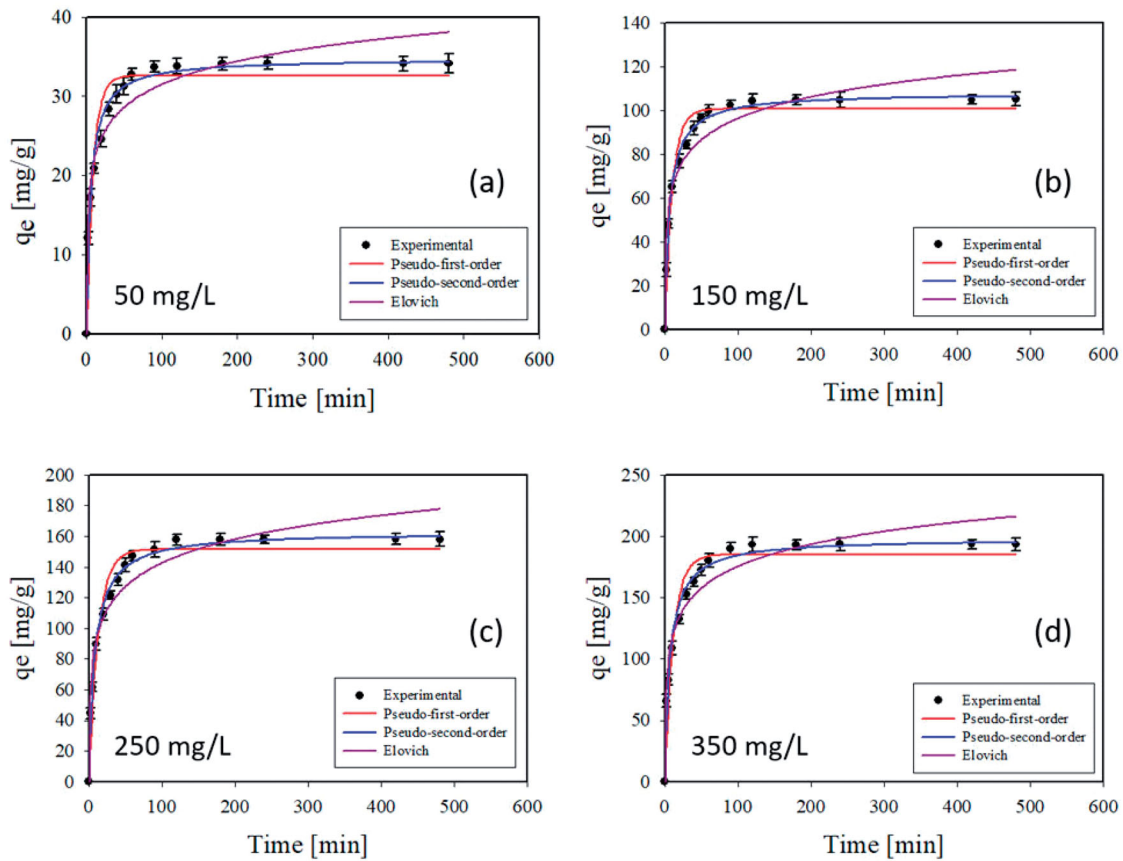 40
30
20
10
0
qe [mg/g]
(a)
Experimental
Pseudo-first-order
Pseudo-second-order
Elovich
50 mg/L
0 100 200 300 400 500 600
Time [min]
140
120
100
80
60
40
20
0
qe [mg/g]
(b)
Experimental
Pseudo-first-order
Pseudo-second-order
Elovich
150 mg/L
0 100 200 300 400 500 600
Time [min]
200
180
160
140
120
100
80
60
40
20
0
qe [mg/g]
(c)
Experimental
Pseudo-first-order
Pseudo-second-order
Elovich
250 mg/L
0 100 200 300 400 500 600
Time [min]
250
200
150
100
50
0
qe [mg/g]
(d)
Experimental
Pseudo-first-order
Pseudo-second-order
Elovich
350 mg/L
0 100 200 300 400 500 600
Time [min]